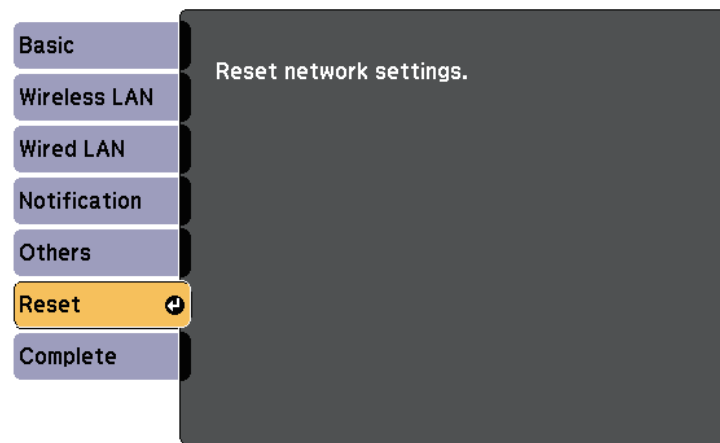 Basic
Wireless LAN
Wired LAN
Notification
Others
Reset
Complete
Reset network settings.